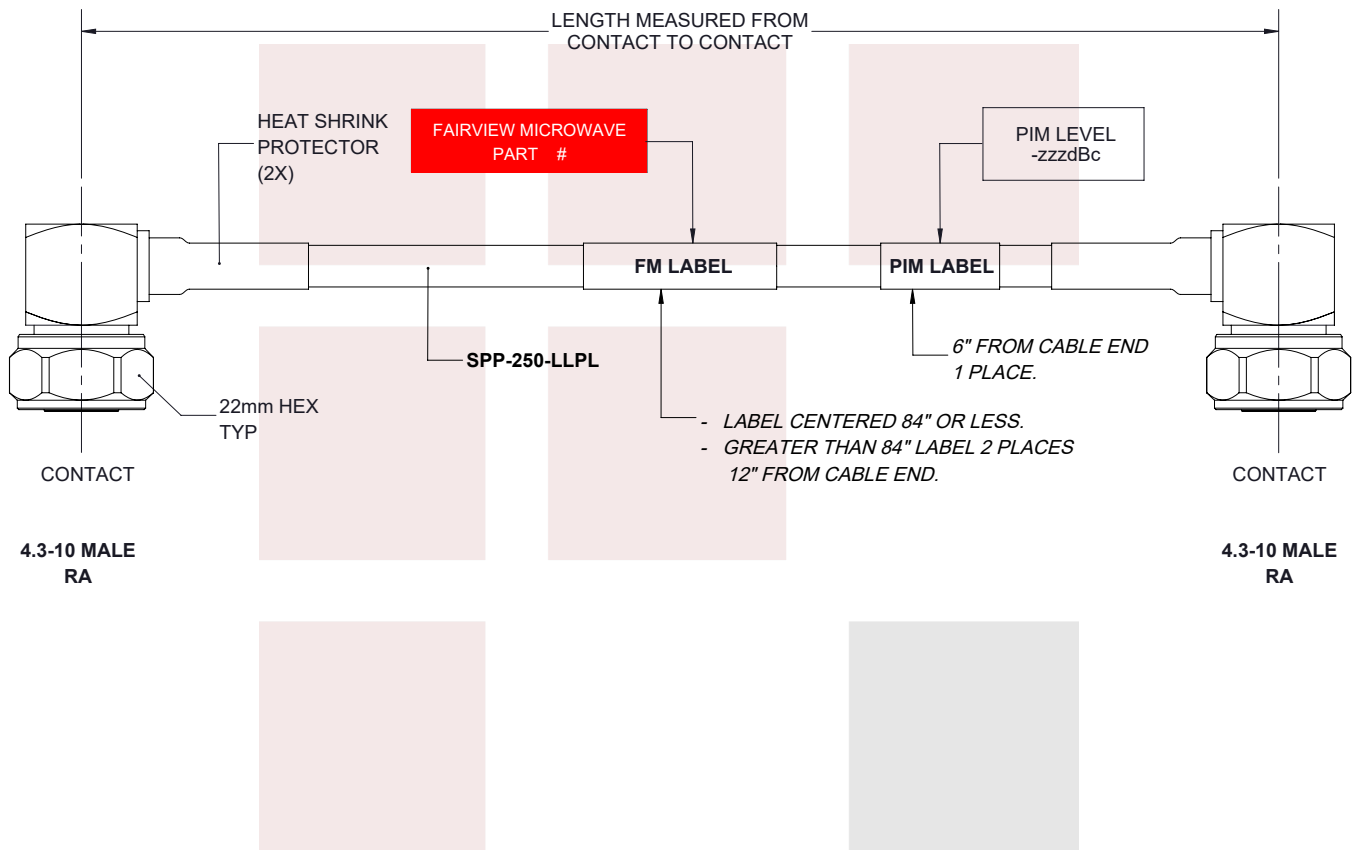 LENGTH MEASURED FROM
CONTACT TO CONTACT
HEAT SHRINK
PROTECTOR
(2X)
FAIRVIEW MICROWAVE
PART #
PIM LEVEL
-zzzdBc
FM LABEL
PIM LABEL
SPP-250-LLPL
6" FROM CABLE END
1 PLACE.
22mm HEX
TYP
- LABEL CENTERED 84" OR LESS.
- GREATER THAN 84" LABEL 2 PLACES
12" FROM CABLE END.
CONTACT
CONTACT
4.3-10 MALE
RA
4.3-10 MALE
RA